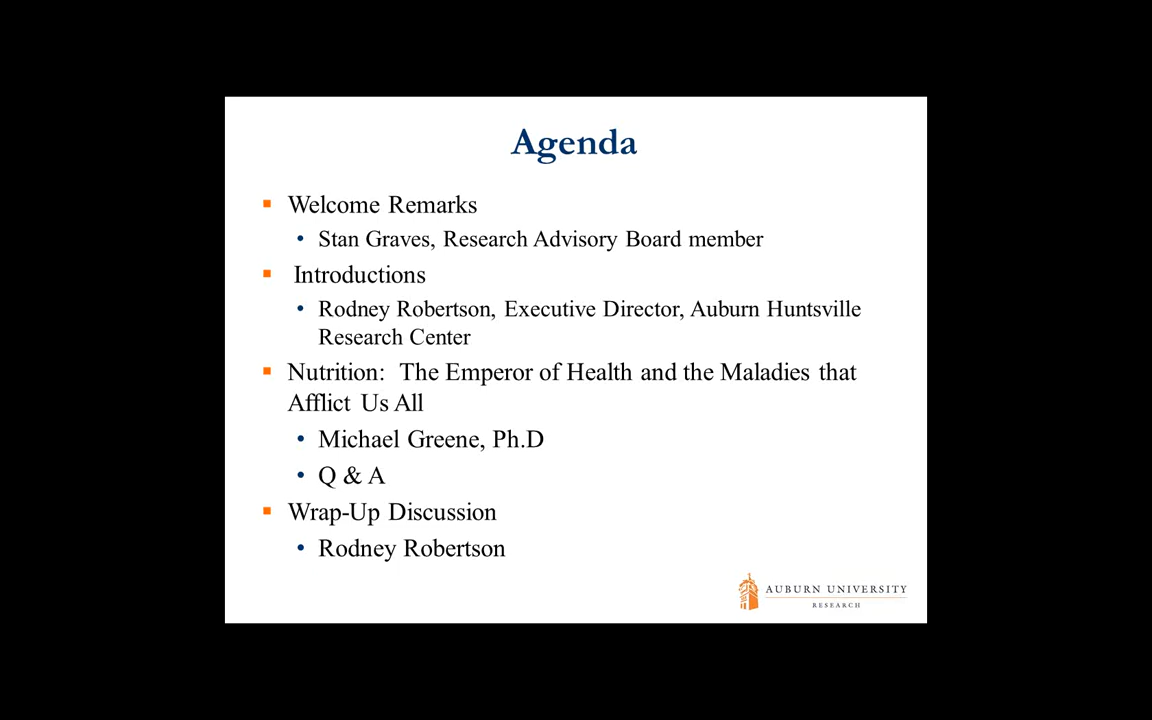 Agenda
Welcome Remarks
Stan Graves, Research Advisory Board member
Introductions
Rodney Robertson, Executive Director, Auburn Huntsville
Research Center
Nutrition: The Emperor of Health and the Maladies that
Afflict Us All
Michael Greene, Ph.D
Q & A
Wrap-Up Discussion
Rodney Robertson
AUBURN UNIVERSITY
RESEARCH